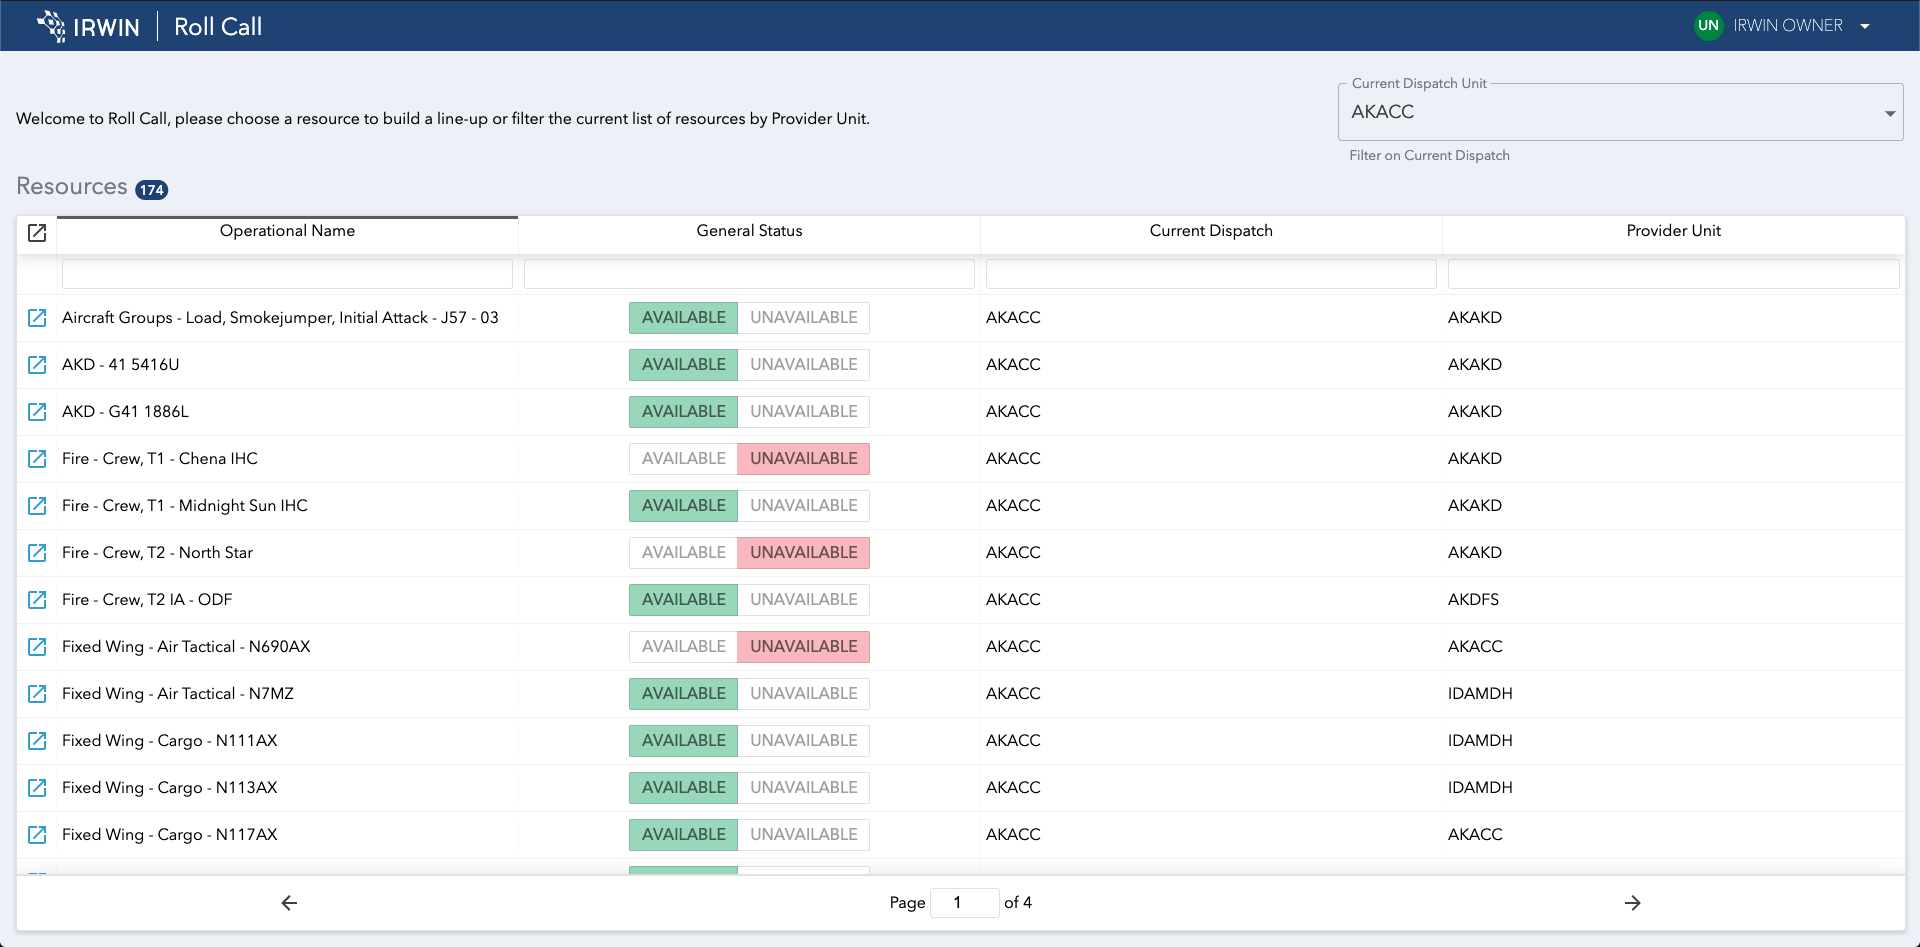 IRWIN Roll Call UN IRWIN OWNER
Current Dispatch Unit
AKACC
Welcome to Roll Call, please choose a resource to build a line-up or filter the current list of resources by Provider Unit.
Filter on Current Dispatch
Resources 174
Operational Name General Status Current Dispatch Provider Unit
Aircraft Groups - Load, Smokejumper, Initial Attack - J57 - 03 AVAILABLE UNAVAILABLE AKACC AKAKD
AKD - 41 5416U AVAILABLE UNAVAILABLE AKACC AKAKD
AKD - G41 1886L AVAILABLE UNAVAILABLE AKACC AKAKD
Fire - Crew, T1 - Chena IHC AVAILABLE UNAVAILABLE AKACC AKAKD
Fire - Crew, T1 - Midnight Sun IHC AVAILABLE UNAVAILABLE AKACC AKAKD
Fire - Crew, T2 - North Star AVAILABLE UNAVAILABLE AKACC AKAKD
Fire - Crew, T2 IA - ODF AVAILABLE UNAVAILABLE AKACC AKDFS
Fixed Wing - Air Tactical - N690AX AVAILABLE UNAVAILABLE AKACC AKACC
Fixed Wing - Air Tactical - N7MZ AVAILABLE UNAVAILABLE AKACC IDAMDH
Fixed Wing - Cargo - N111AX AVAILABLE UNAVAILABLE AKACC IDAMDH
Fixed Wing - Cargo - N113AX AVAILABLE UNAVAILABLE AKACC IDAMDH
Fixed Wing - Cargo - N117AX AVAILABLE UNAVAILABLE AKACC AKACC
Page 1 of 4